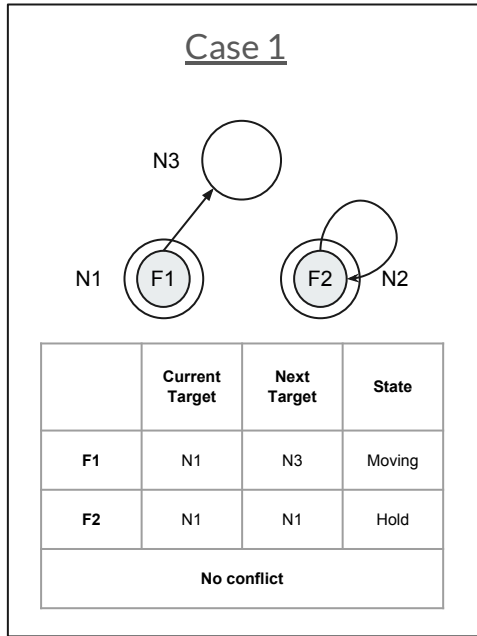 Case 1
N3
N1 F1 F2 N2
Current Target Next Target State
F1 N1 N3 Moving
F2 N1 N1 Hold
No conflict